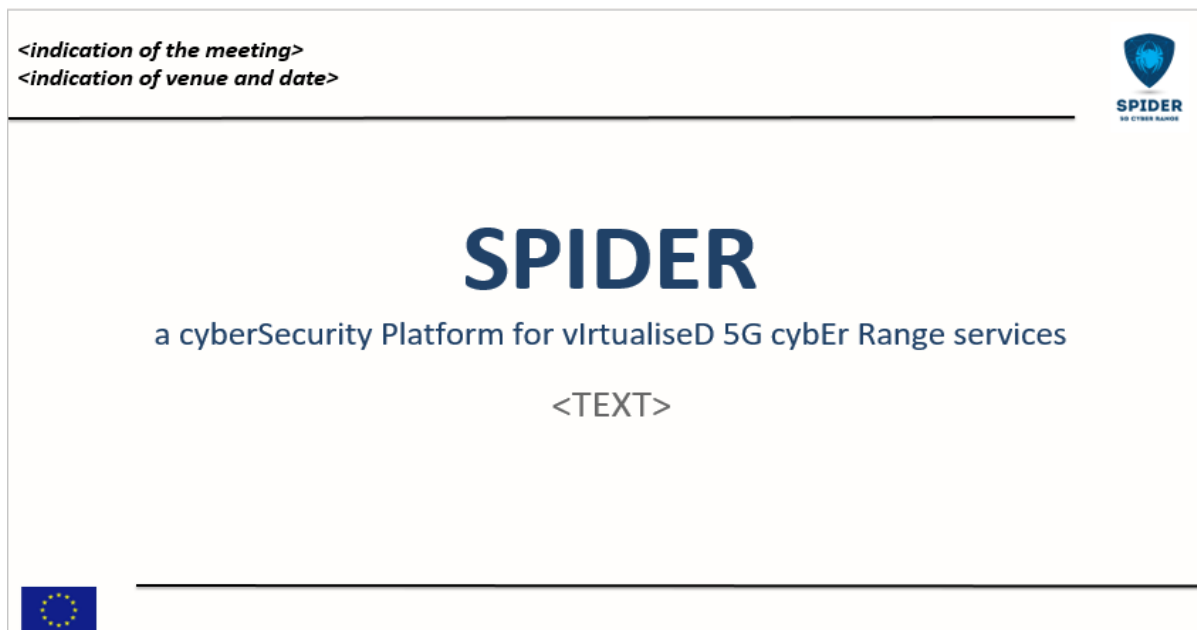 <indication of the meeting>
<indication of venue and date>
SPIDER
5G CYBER RANGE
SPIDER
a cyberSecurity Platform for vIrtualiseD 5G cybEr Range services
<TEXT>